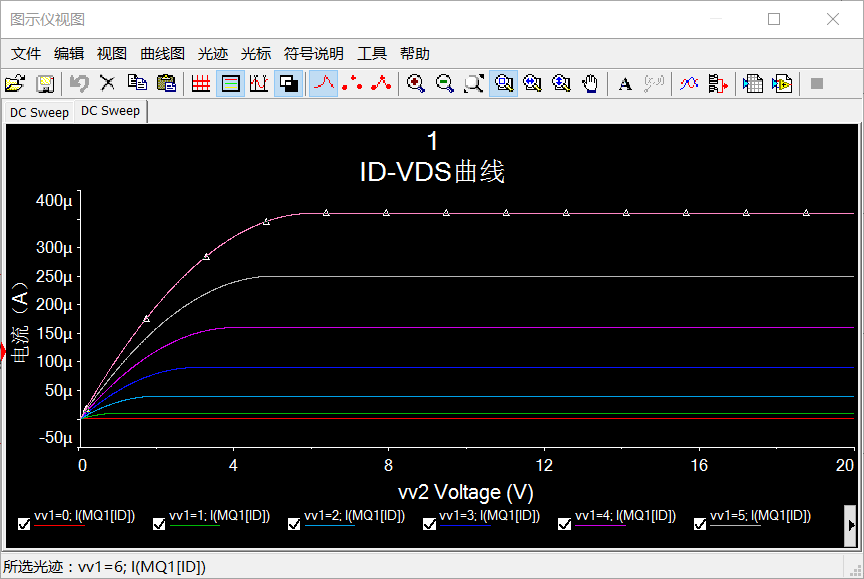 图示仪视图
文件 编辑 视图 曲线图 光迹 光标 符号说明 工具 帮助
DC Sweep DC Sweep
1
ID-VDS曲线
400µ
300µ
250µ
200µ
150µ
100µ
50µ
-50µ
电流（A）
0 4 8 12 16 20
vv2 Voltage (V)
vv1=0; I(MQ1[ID]) vv1=1; I(MQ1[ID]) vv1=2; I(MQ1[ID]) vv1=3; I(MQ1[ID]) vv1=4; I(MQ1[ID]) vv1=5; I(MQ1[ID])
所选光迹：vv1=6; I(MQ1[ID])